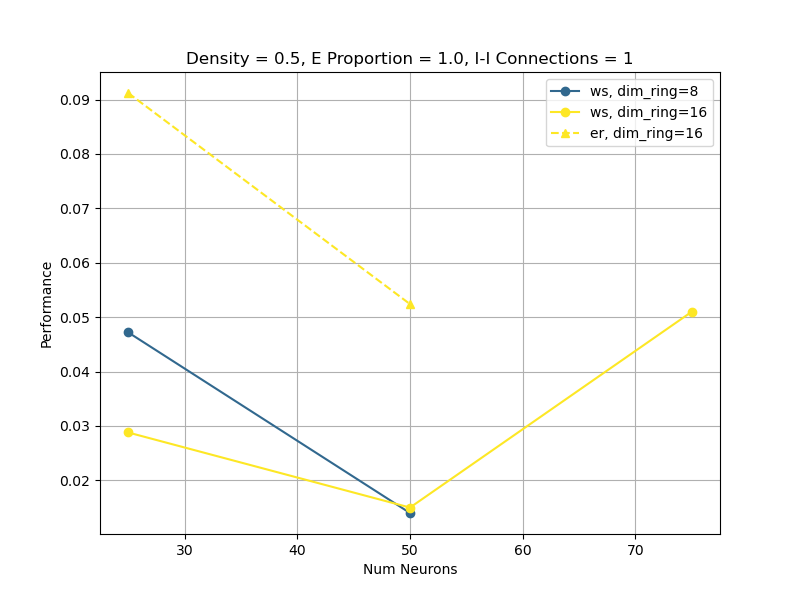 Density = 0.5, E Proportion = 1.0, I-I Connections = 1
ws, dim_ring=8
ws, dim_ring=16
er, dim_ring=16
0.09
0.08
0.07
0.06
0.05
0.04
0.03
0.02
Performance
30 40 50 60 70
Num Neurons